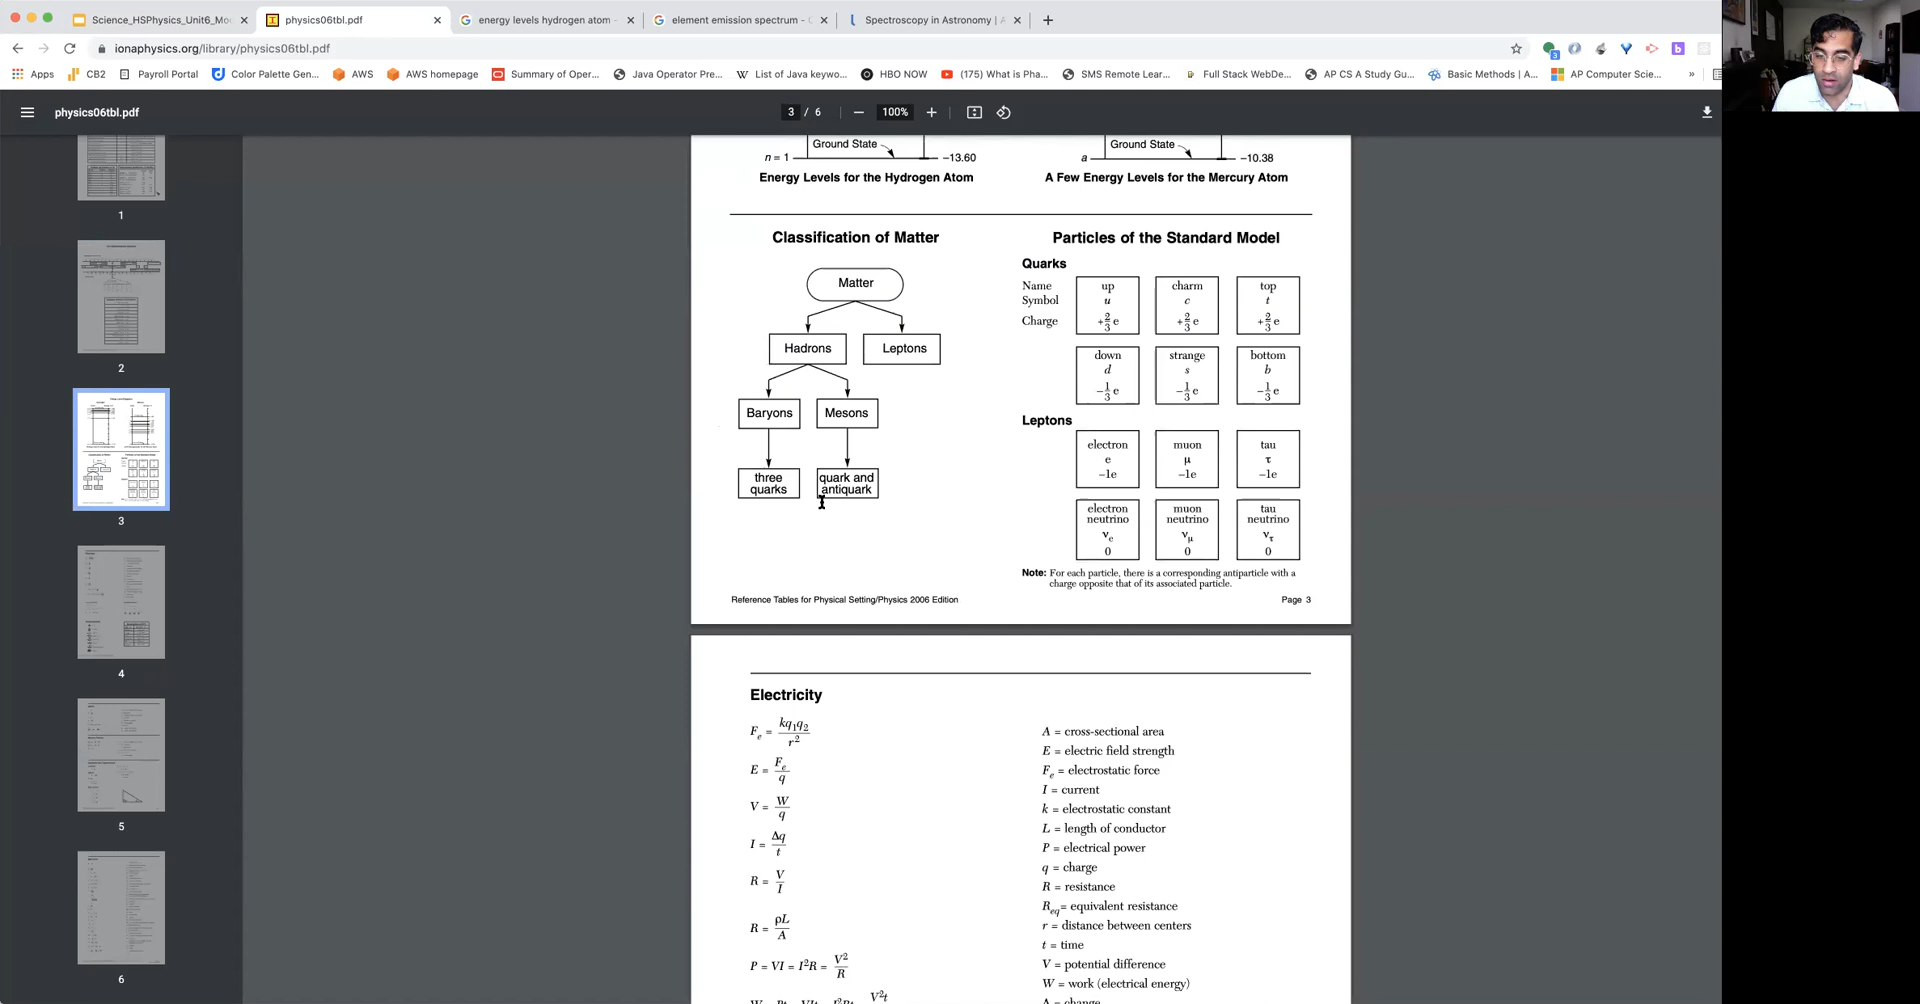 Science_HSPhysics_Unit6_Mo
physics06tbl.pdf
energy levels hydrogen atom -
element emission spectrum -
Spectroscopy in Astronomy |
ionaphysics.org/library/physics06tbl.pdf
Apps CB2 Payroll Portal Color Palette Gen... AWS AWS homepage Summary of Oper... Java Operator Pre... List of Java keywo... HBO NOW (175) What is Pha... SMS Remote Lear... Full Stack WebDe... AP CS A Study Gu... Basic Methods | A... AP Computer Scie... »
physics06tbl.pdf 3 / 6 100%
1
2
3
4
5
6
Ground State
n = 1 −13.60
Energy Levels for the Hydrogen Atom
Ground State
a −10.38
A Few Energy Levels for the Mercury Atom
Classification of Matter
Matter
Hadrons Leptons
Baryons Mesons
three quark and
quarks antiquark
Particles of the Standard Model
Quarks
Name up charm top
Symbol u c t
Charge +2/3 e +2/3 e +2/3 e
down strange bottom
d s b
−1/3 e −1/3 e −1/3 e
Leptons
electron muon tau
e μ τ
−1e −1e −1e
electron muon tau
neutrino neutrino neutrino
νe νμ ντ
0 0 0
Note: For each particle, there is a corresponding antiparticle with a
charge opposite that of its associated particle.
Reference Tables for Physical Setting/Physics 2006 Edition Page 3
Electricity
Fe = kq1q2/r²
E = Fe/q
V = W/q
I = Δq/t
R = V/I
R = ρL/A
P = VI = I²R = V²/R
A = cross-sectional area
E = electric field strength
Fe = electrostatic force
I = current
k = electrostatic constant
L = length of conductor
P = electrical power
q = charge
R = resistance
Req = equivalent resistance
r = distance between centers
t = time
V = potential difference
W = work (electrical energy)
Δ = change